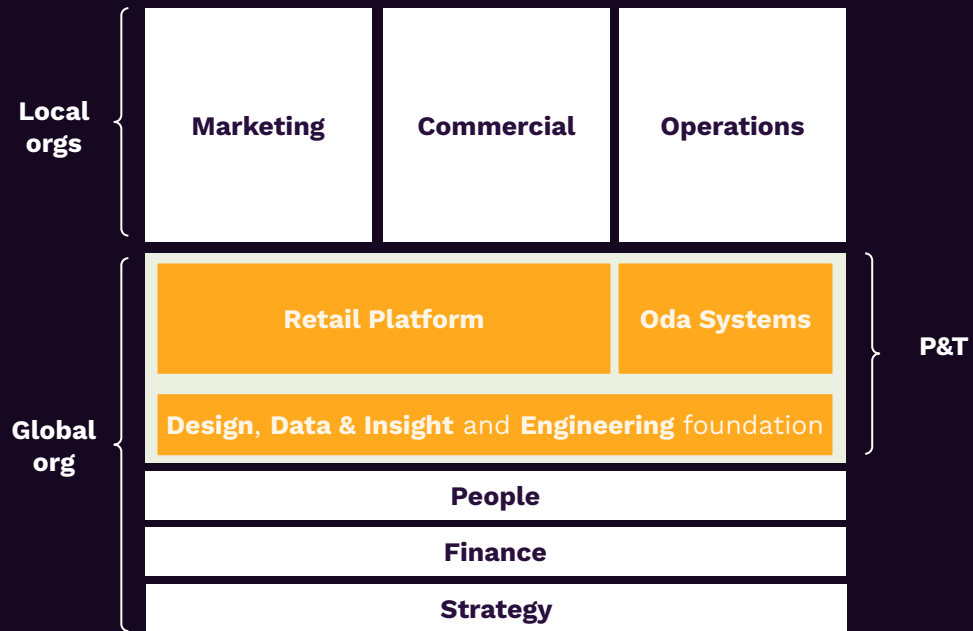 Local
orgs
Marketing
Commercial
Operations
Retail Platform
Oda Systems
P&T
Design, Data & Insight and Engineering foundation
Global
org
People
Finance
Strategy